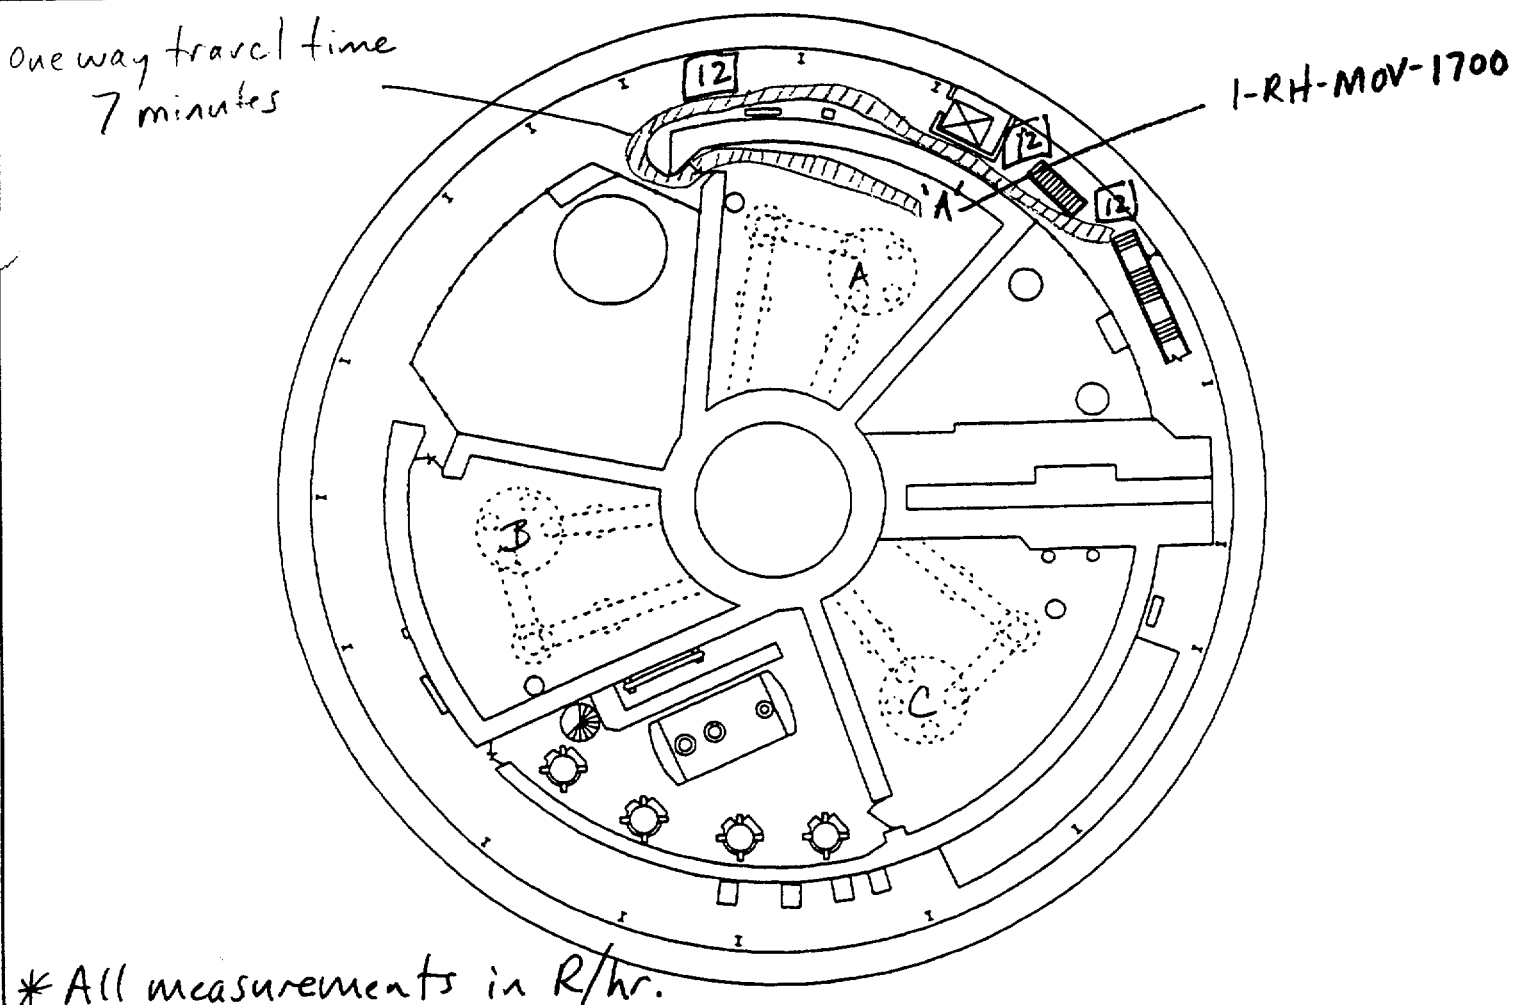 one way travel time
7 minutes
12
1-RH-MOV-1700
12
12
'A'
A
B
C
* All measurements in R/hr.